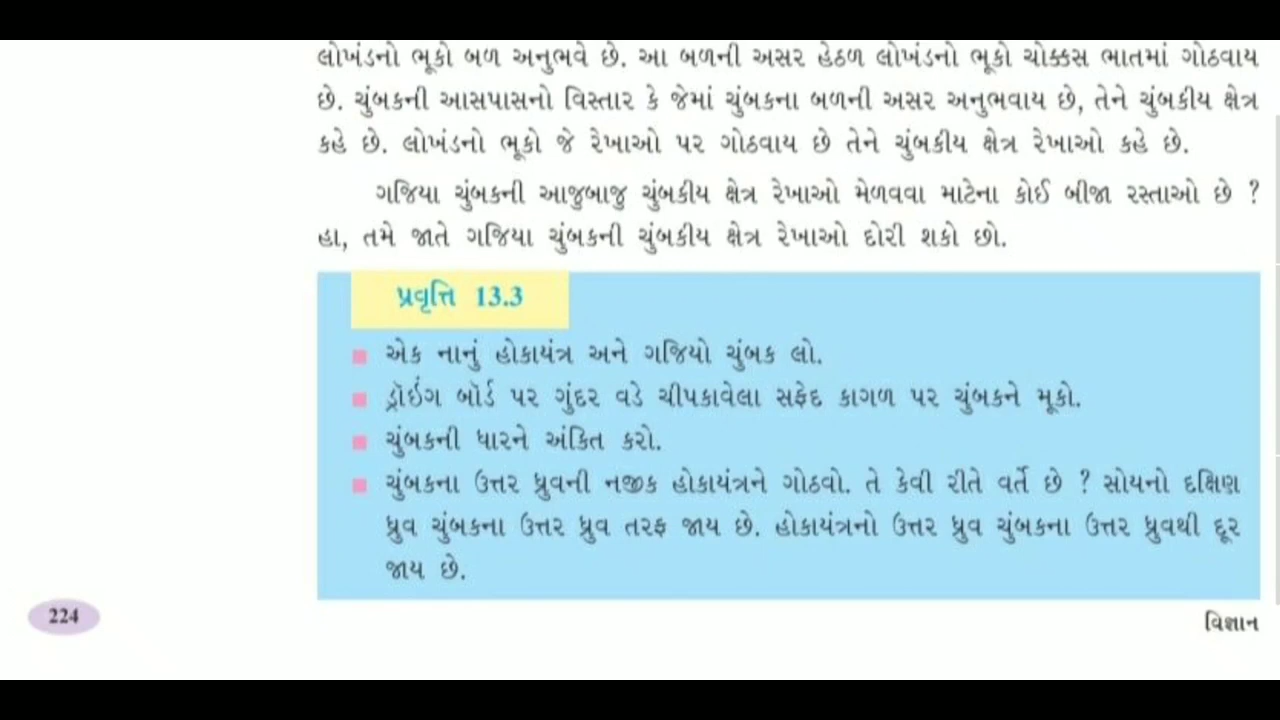 લોખંડનો ભૂકો બળ અનુભવે છે. આ બળની અસર હેઠળ લોખંડનો ભૂકો ચોક્કસ ભાતમાં ગોઠવાય
છે. ચુંબકની આસપાસનો વિસ્તાર કે જેમાં ચુંબકના બળની અસર અનુભવાય છે, તેને ચુંબકીય ક્ષેત્ર
કહે છે. લોખંડનો ભૂકો જે રેખાઓ પર ગોઠવાય છે તેને ચુંબકીય ક્ષેત્ર રેખાઓ કહે છે.
ગજિયા ચુંબકની આજુબાજુ ચુંબકીય ક્ષેત્ર રેખાઓ મેળવવા માટેના કોઈ બીજા રસ્તાઓ છે ?
હા, તમે જાતે ગજિયા ચુંબકની ચુંબકીય ક્ષેત્ર રેખાઓ દોરી શકો છો.
પ્રવૃત્તિ 13.3
■ એક નાનું હોકાયંત્ર અને ગજિયો ચુંબક લો.
■ ડ્રૉઇંગ બૉર્ડ પર ગુંદર વડે ચીપકાવેલા સફેદ કાગળ પર ચુંબકને મૂકો.
■ ચુંબકની ધારને અંકિત કરો.
■ ચુંબકના ઉત્તર ધ્રુવની નજીક હોકાયંત્રને ગોઠવો. તે કેવી રીતે વર્તે છે ? સોયનો દક્ષિણ
ધ્રુવ ચુંબકના ઉત્તર ધ્રુવ તરફ જાય છે. હોકાયંત્રનો ઉત્તર ધ્રુવ ચુંબકના ઉત્તર ધ્રુવથી દૂર
જાય છે.
224
વિજ્ઞાન